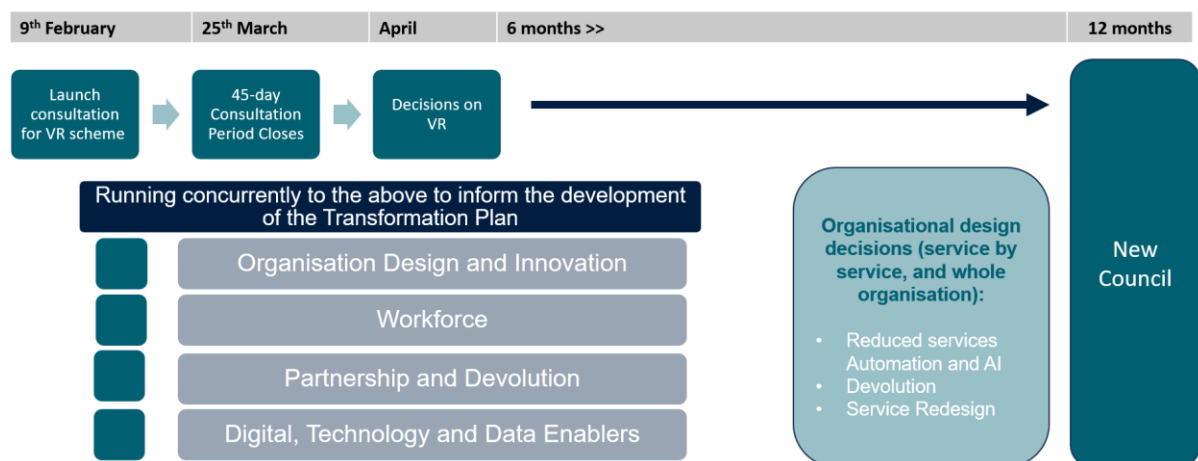 9th February
25th March
April
6 months >>
12 months
Launch
consultation
for VR scheme
45-day
Consultation
Period Closes
Decisions on
VR
Running concurrently to the above to inform the development
of the Transformation Plan
Organisation Design and Innovation
Workforce
Partnership and Devolution
Digital, Technology and Data Enablers
Organisational design
decisions (service by
service, and whole
organisation):
• Reduced services
Automation and AI
• Devolution
• Service Redesign
New
Council